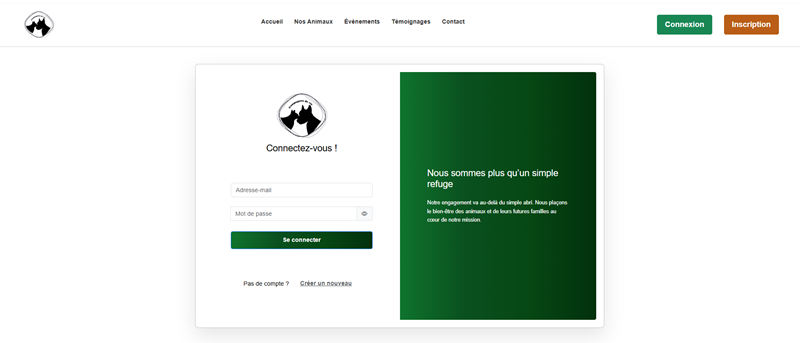 Accueil Nos Animaux Événements Témoignages Contact
Connexion Inscription
Connectez-vous !
Adresse-mail
Mot de passe
Se connecter
Pas de compte ? Créer un nouveau
Nous sommes plus qu'un simple
refuge
Notre engagement va au-delà du simple abri. Nous plaçons
le bien-être des animaux et de leurs futures familles au
cœur de notre mission.